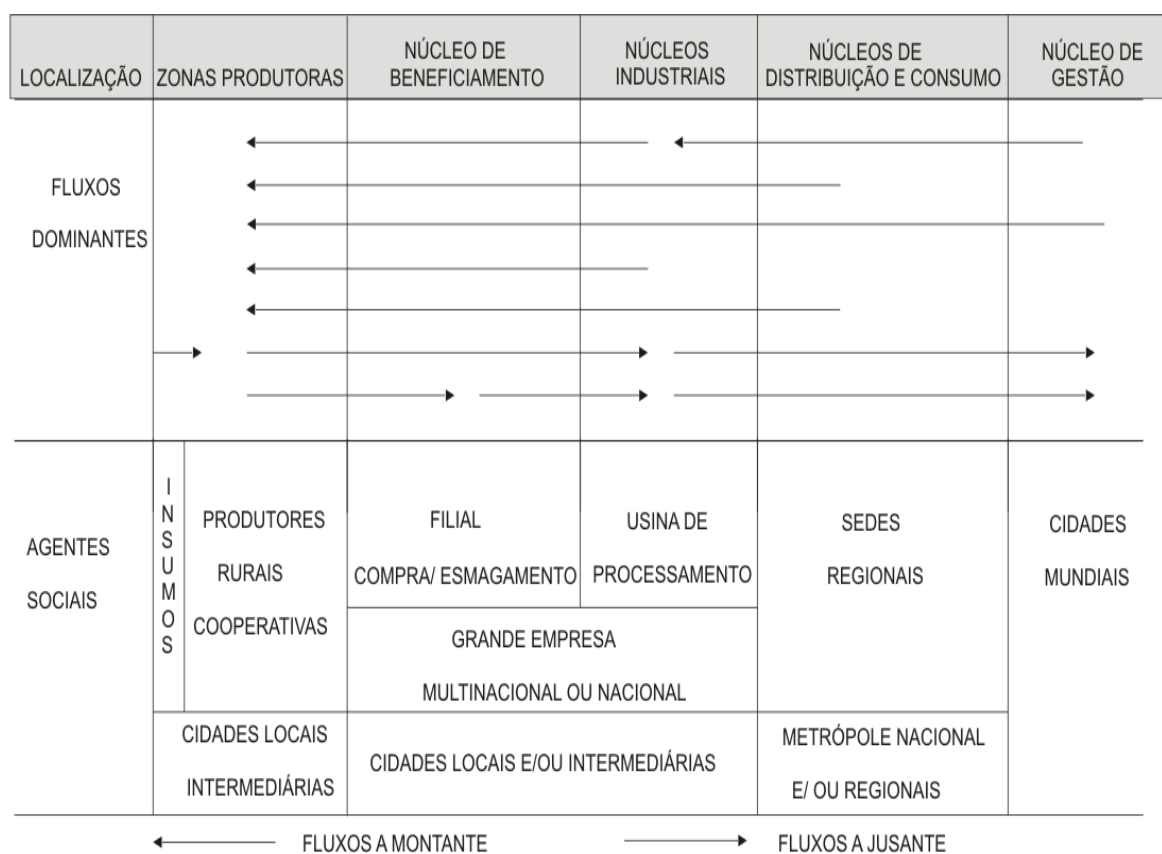 LOCALIZAÇÃO
ZONAS PRODUTORAS
NÚCLEO DE
BENEFICIAMENTO
NÚCLEOS
INDUSTRIAIS
NÚCLEOS DE
DISTRIBUIÇÃO E CONSUMO
NÚCLEO DE
GESTÃO
FLUXOS
DOMINANTES
AGENTES
SOCIAIS
INSUMOS
PRODUTORES
RURAIS
COOPERATIVAS
FILIAL
COMPRA/ ESMAGAMENTO
USINA DE
PROCESSAMENTO
SEDES
REGIONAIS
CIDADES
MUNDIAIS
GRANDE EMPRESA
MULTINACIONAL OU NACIONAL
CIDADES LOCAIS
INTERMEDIÁRIAS
CIDADES LOCAIS E/OU INTERMEDIÁRIAS
METRÓPOLE NACIONAL
E/ OU REGIONAIS
FLUXOS A MONTANTE
FLUXOS A JUSANTE